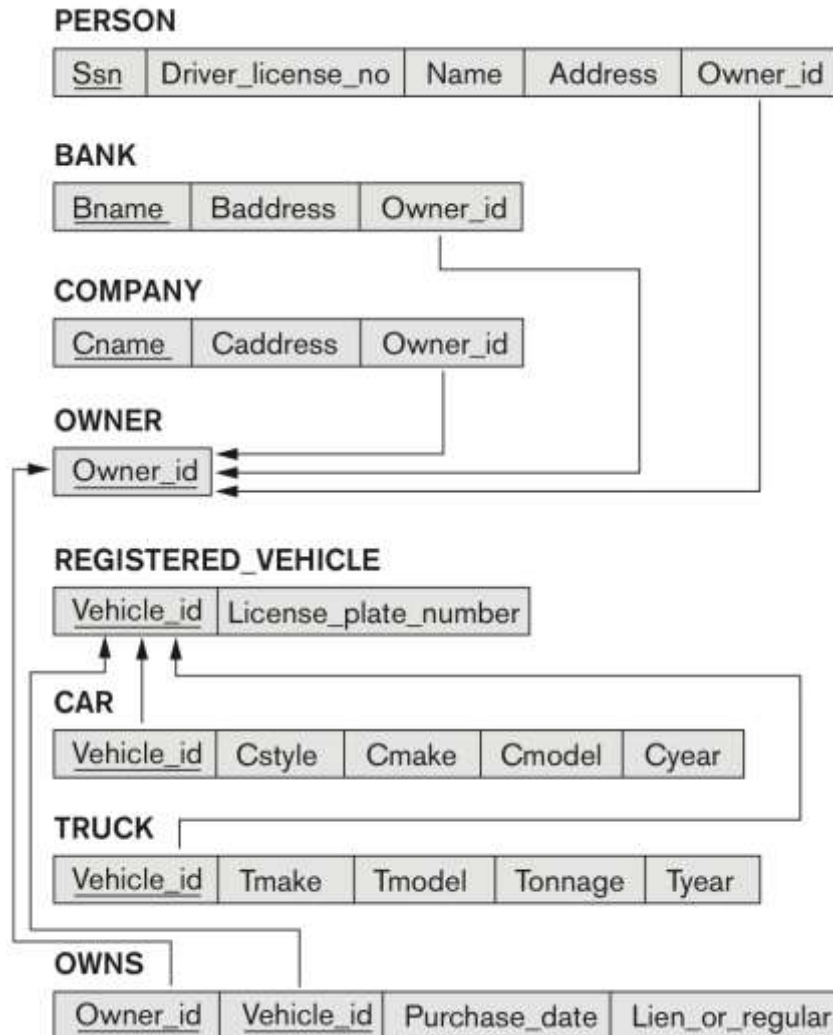 PERSON
Ssn Driver_license_no Name Address Owner_id
BANK
Bname Baddress Owner_id
COMPANY
Cname Caddress Owner_id
OWNER
Owner_id
REGISTERED_VEHICLE
Vehicle_id License_plate_number
CAR
Vehicle_id Cstyle Cmake Cmodel Cyear
TRUCK
Vehicle_id Tmake Tmodel Tonnage Tyear
OWNS
Owner_id Vehicle_id Purchase_date Lien_or_regular